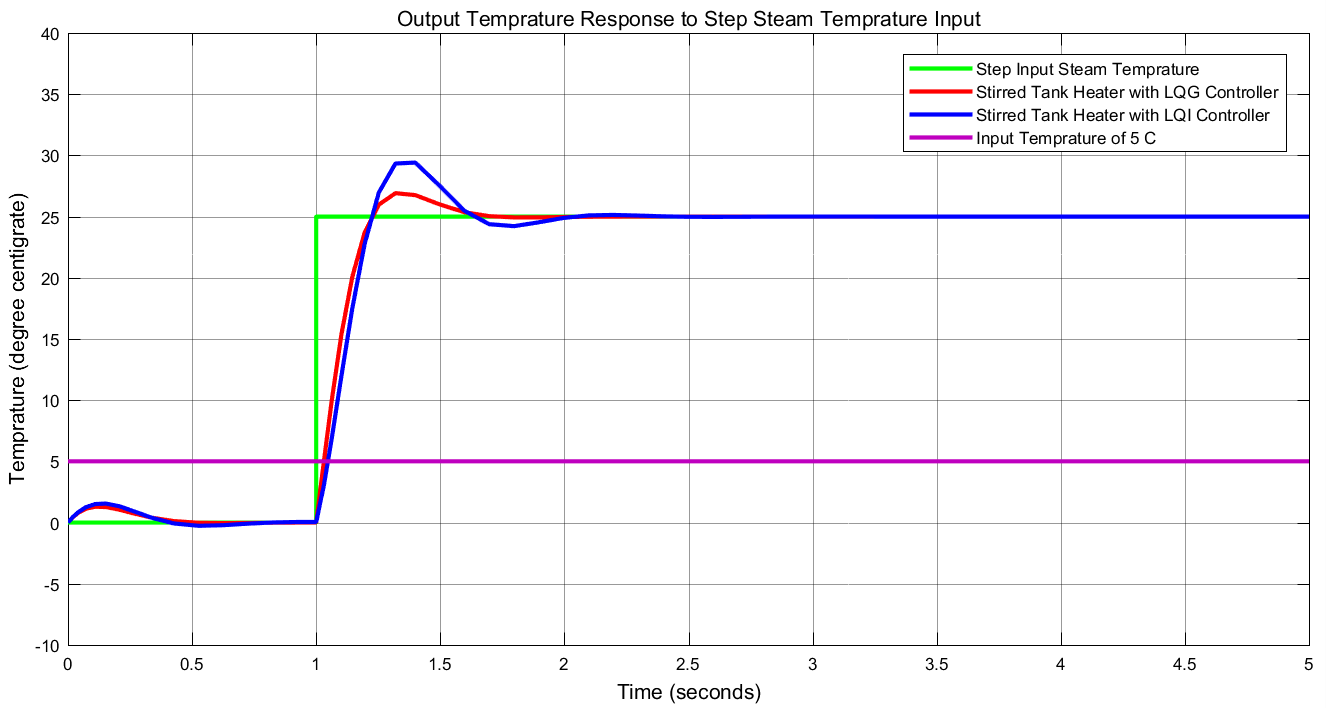 Output Temprature Response to Step Steam Temprature Input
Step Input Steam Temprature
Stirred Tank Heater with LQG Controller
Stirred Tank Heater with LQI Controller
Input Temprature of 5 C
Temprature (degree centigrate)
40
35
30
25
20
15
10
5
0
-5
-10
0 0.5 1 1.5 2 2.5 3 3.5 4 4.5 5
Time (seconds)